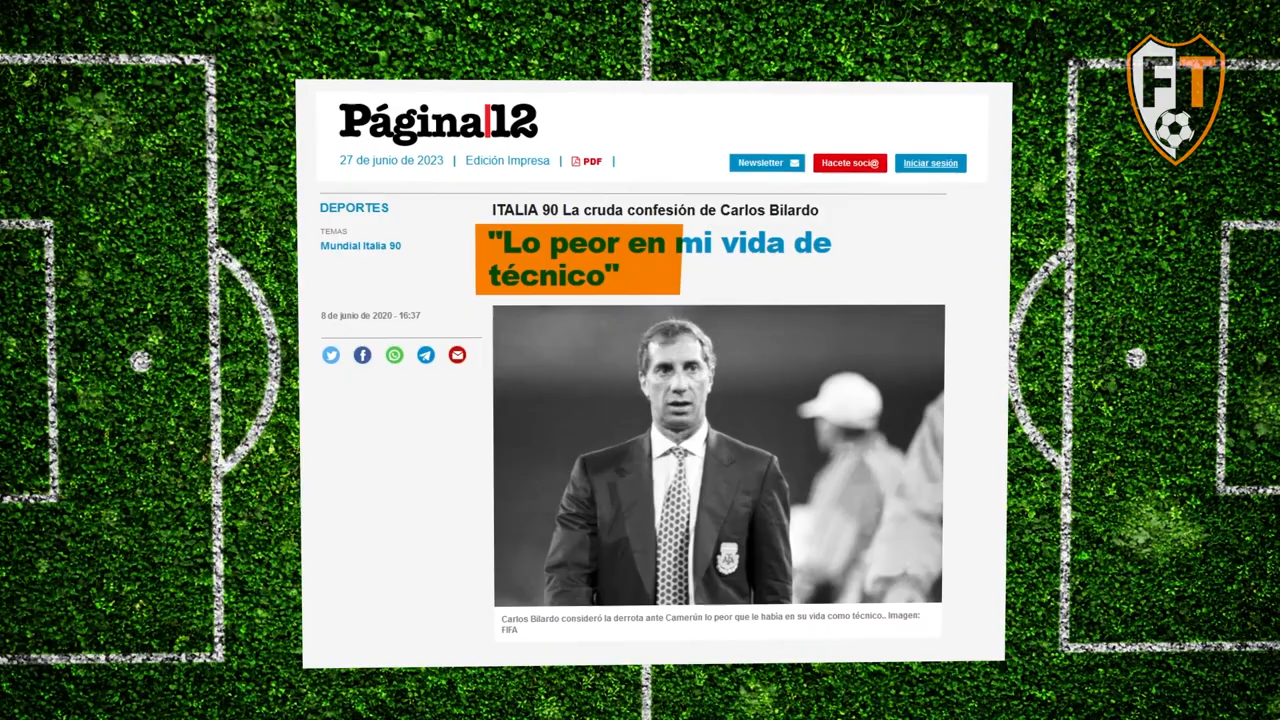 FT
Página|12
27 de junio de 2023 | Edición Impresa | PDF |
Newsletter
Hacete soci@
Iniciar sesión
DEPORTES
TEMAS
Mundial Italia 90
8 de junio de 2020 - 16:37
ITALIA 90 La cruda confesión de Carlos Bilardo
"Lo peor en mi vida de
técnico"
AFA
Carlos Bilardo consideró la derrota ante Camerún lo peor que le había en su vida como técnico.. Imagen:
FIFA